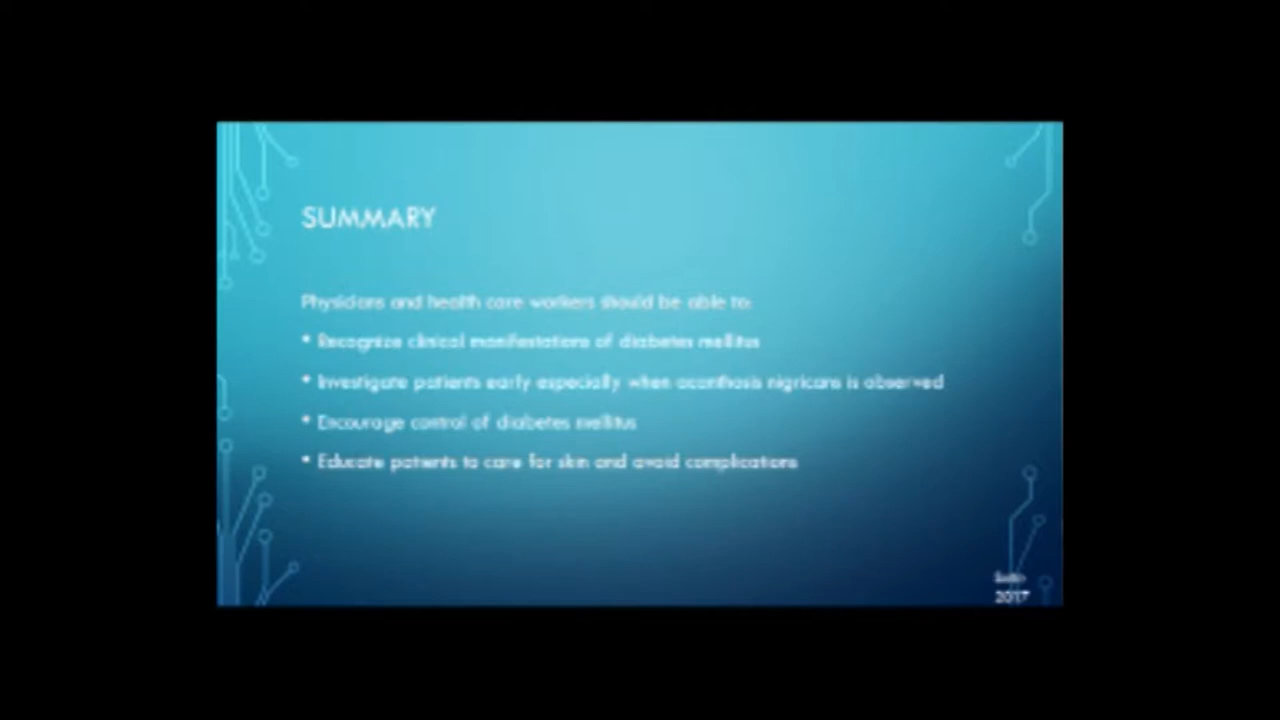 SUMMARY
Physicians and health care workers should be able to:
• Recognize clinical manifestations of diabetes mellitus
• Investigate patients early especially when acanthosis nigricans is observed
• Encourage control of diabetes mellitus
• Educate patients to care for skin and avoid complications
2017